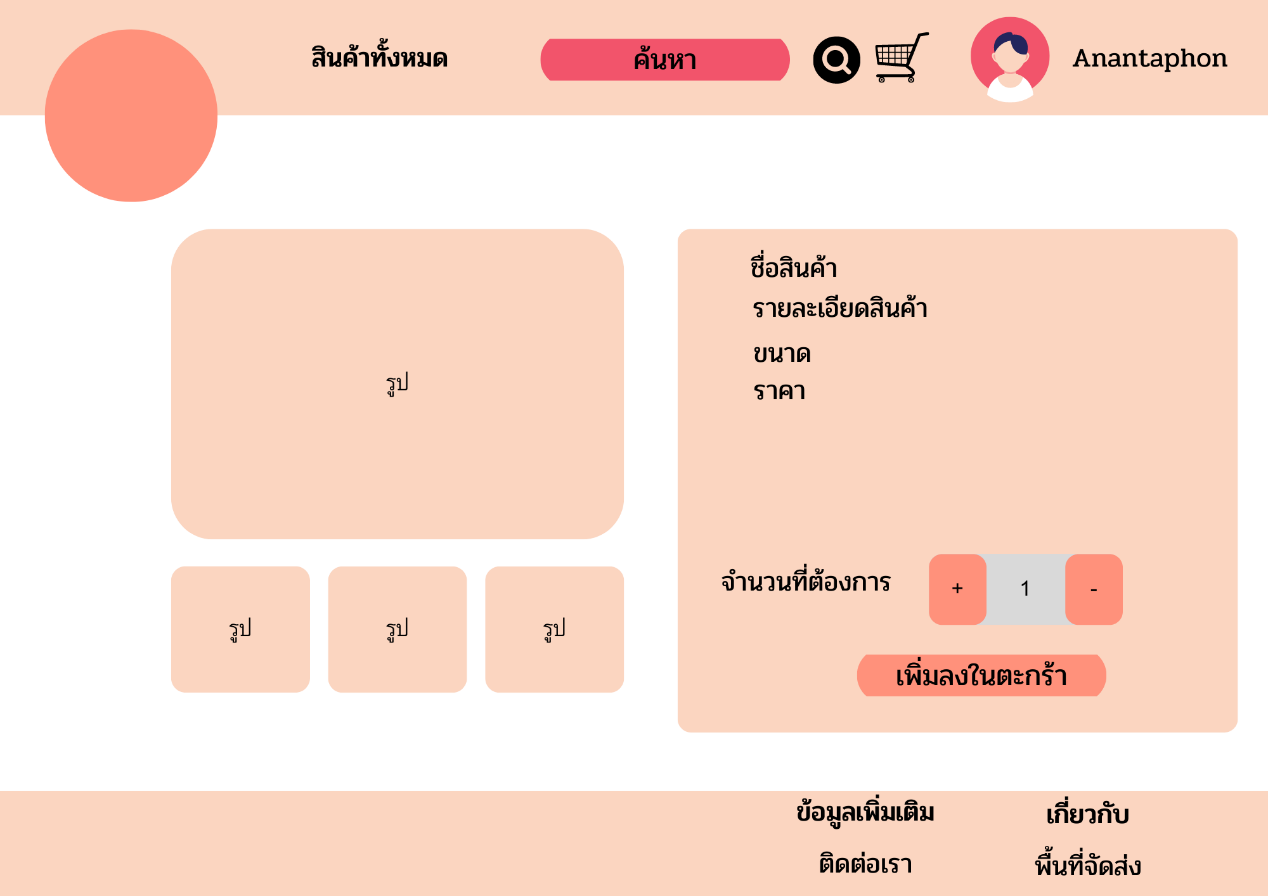 สินค้าทั้งหมด
ค้นหา
Anantaphon
รูป
รูป
รูป
รูป
ชื่อสินค้า
รายละเอียดสินค้า
ขนาด
ราคา
จำนวนที่ต้องการ
+
1
-
เพิ่มลงในตะกร้า
ข้อมูลเพิ่มเติม
เกี่ยวกับ
ติดต่อเรา
พื้นที่จัดส่ง